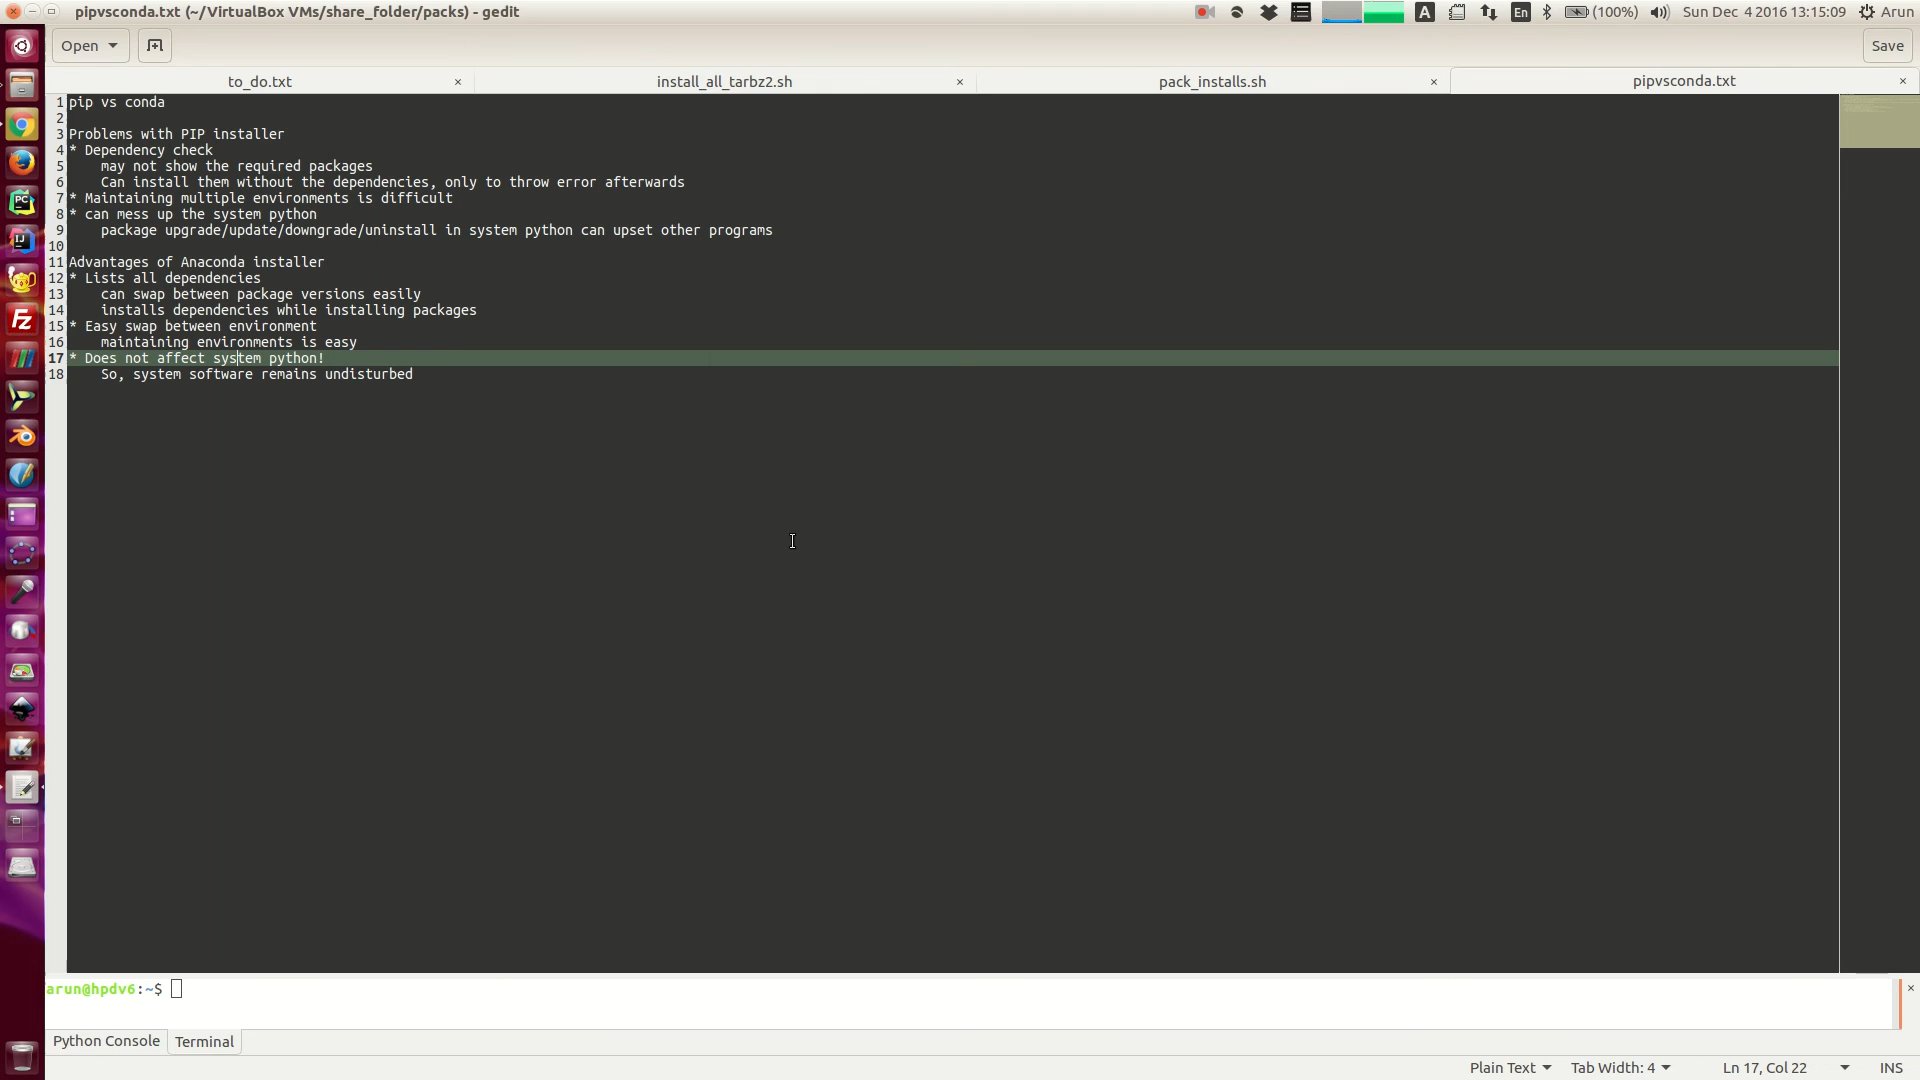 pipvsconda.txt (~/VirtualBox VMs/share_folder/packs) - gedit
A
En
(100%)
Sun Dec 4 2016 13:15:09
Arun
Open
Save
to_do.txt ×
install_all_tarbz2.sh ×
pack_installs.sh ×
pipvsconda.txt ×
1 pip vs conda
2
3 Problems with PIP installer
4 * Dependency check
5 may not show the required packages
6 Can install them without the dependencies, only to throw error afterwards
7 * Maintaining multiple environments is difficult
8 * can mess up the system python
9 package upgrade/update/downgrade/uninstall in system python can upset other programs
10
11 Advantages of Anaconda installer
12 * Lists all dependencies
13 can swap between package versions easily
14 installs dependencies while installing packages
15 * Easy swap between environment
16 maintaining environments is easy
17 * Does not affect system python!
18 So, system software remains undisturbed
PC
IJ
Fz
arun@hpdv6:~$
Python Console
Terminal
Plain Text
Tab Width: 4
Ln 17, Col 22
INS